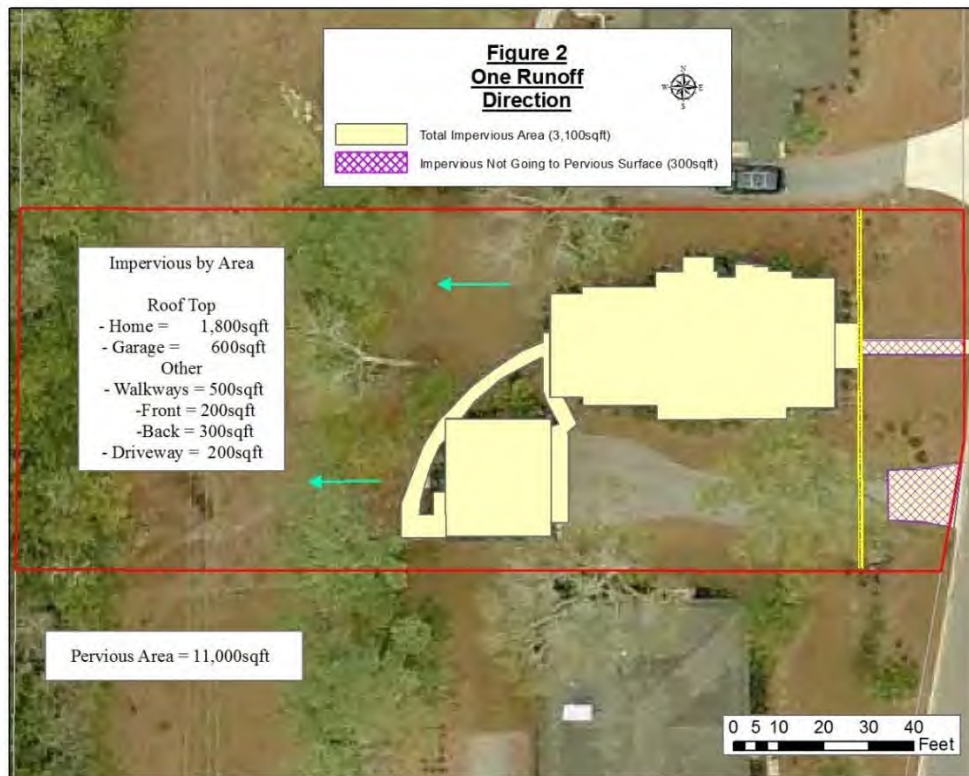 Figure 2
One Runoff
Direction
N
W E
S
Total Impervious Area (3,100sqft)
Impervious Not Going to Pervious Surface (300sqft)
Impervious by Area
Roof Top
- Home = 1,800sqft
- Garage = 600sqft
Other
- Walkways = 500sqft
-Front = 200sqft
-Back = 300sqft
- Driveway = 200sqft
Pervious Area = 11,000sqft
0 5 10 20 30 40
Feet